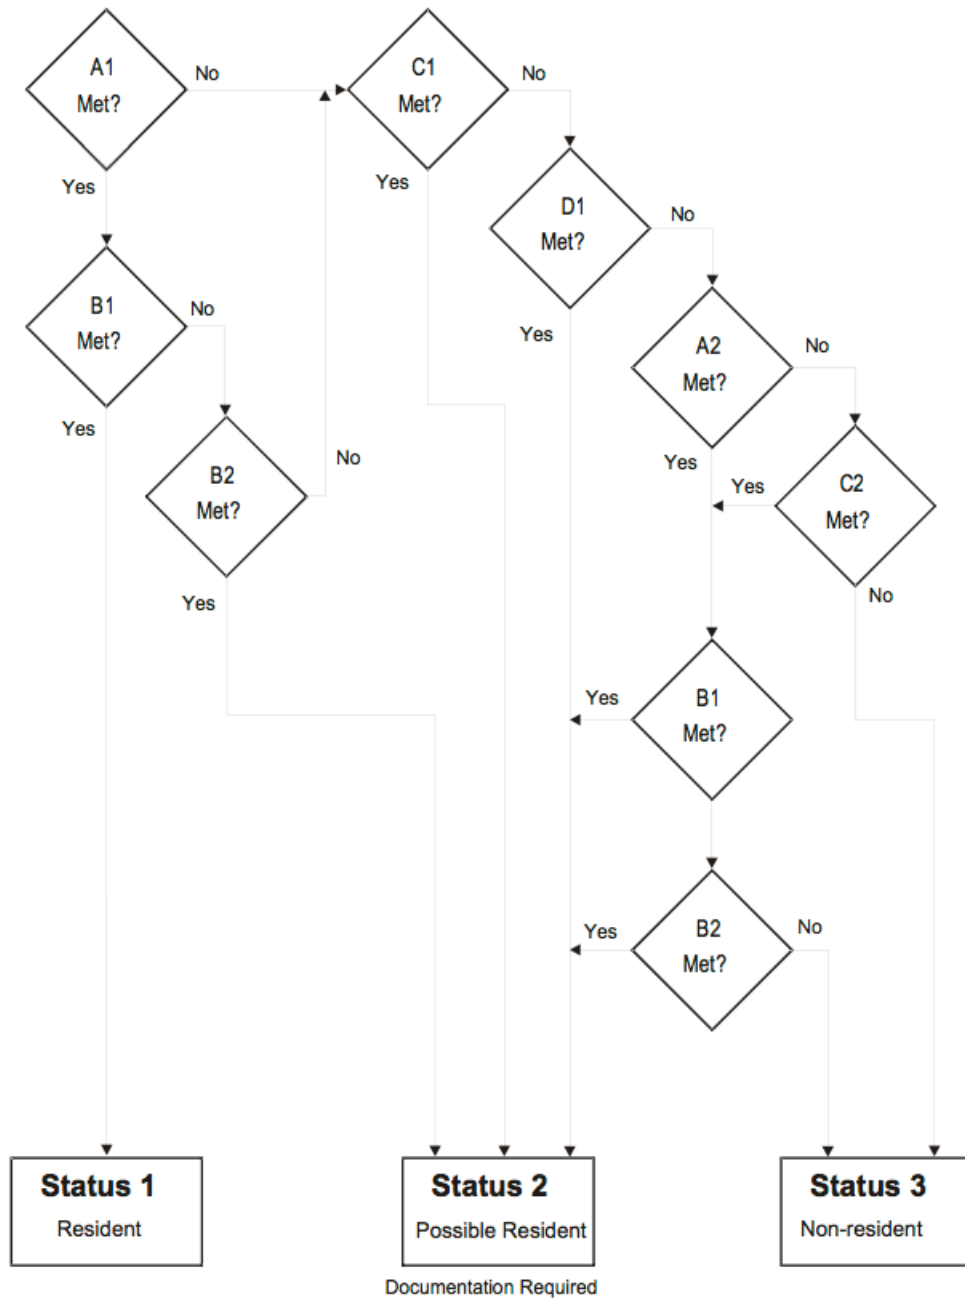 A1
Met?
No
Yes
C1
Met?
No
Yes
D1
Met?
No
Yes
B1
Met?
No
Yes
A2
Met?
No
Yes
B2
Met?
No
Yes
C2
Met?
Yes
No
B1
Met?
Yes
B2
Met?
Yes
No
Status 1
Resident
Status 2
Possible Resident
Documentation Required
Status 3
Non-resident